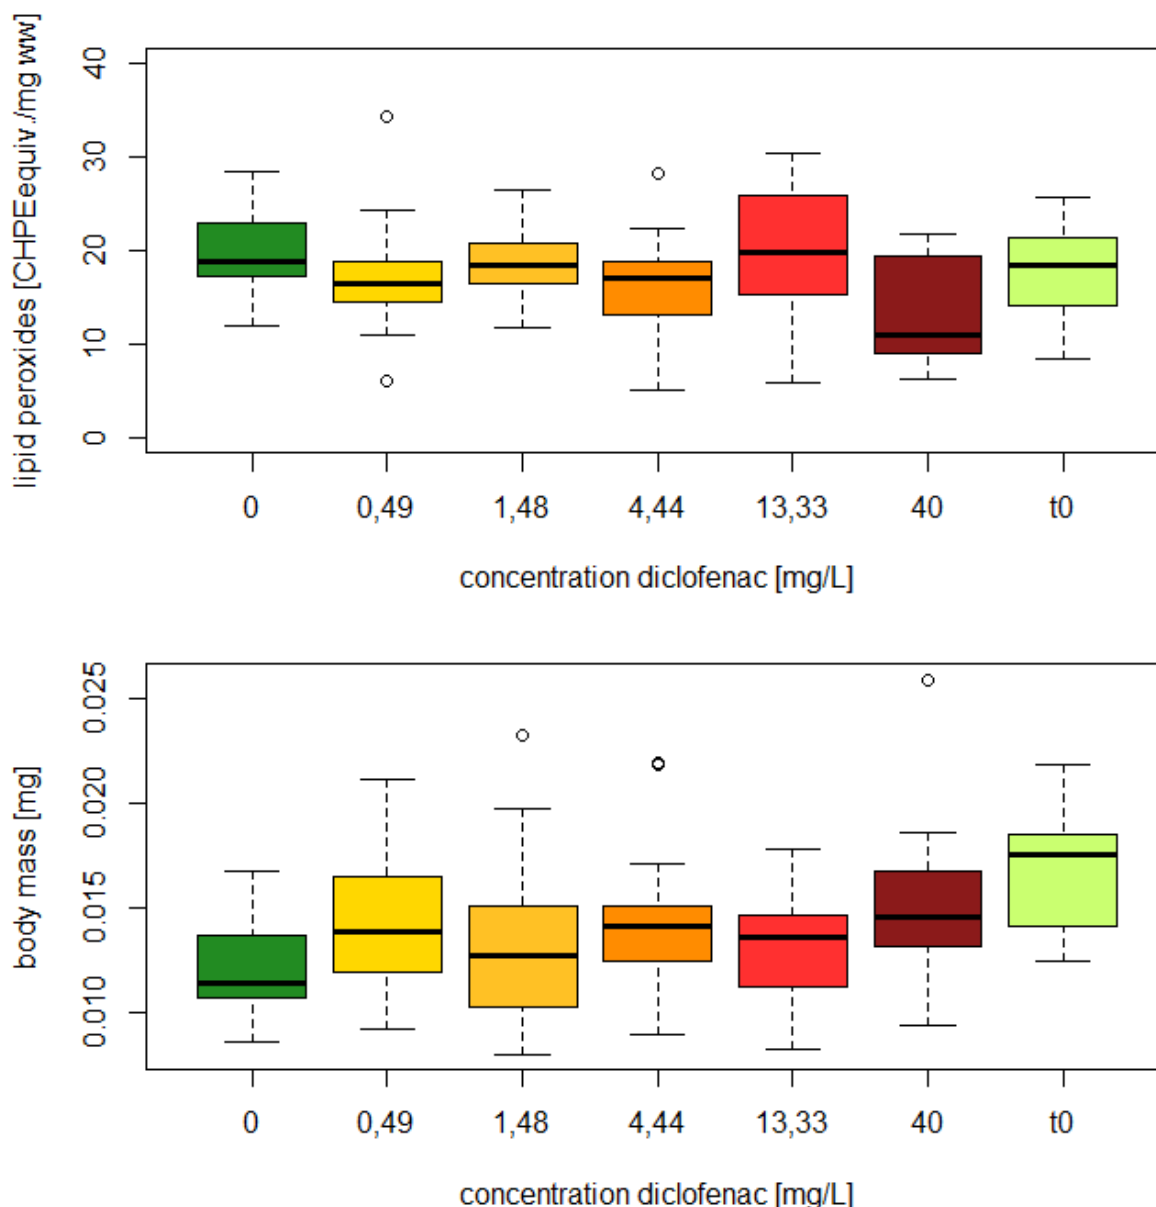 lipid peroxides [CHPEequiv./mg ww]
40
30
20
10
0
0 0,49 1,48 4,44 13,33 40 t0
concentration diclofenac [mg/L]
body mass [mg]
0.025
0.020
0.015
0.010
0 0,49 1,48 4,44 13,33 40 t0
concentration diclofenac [mg/L]